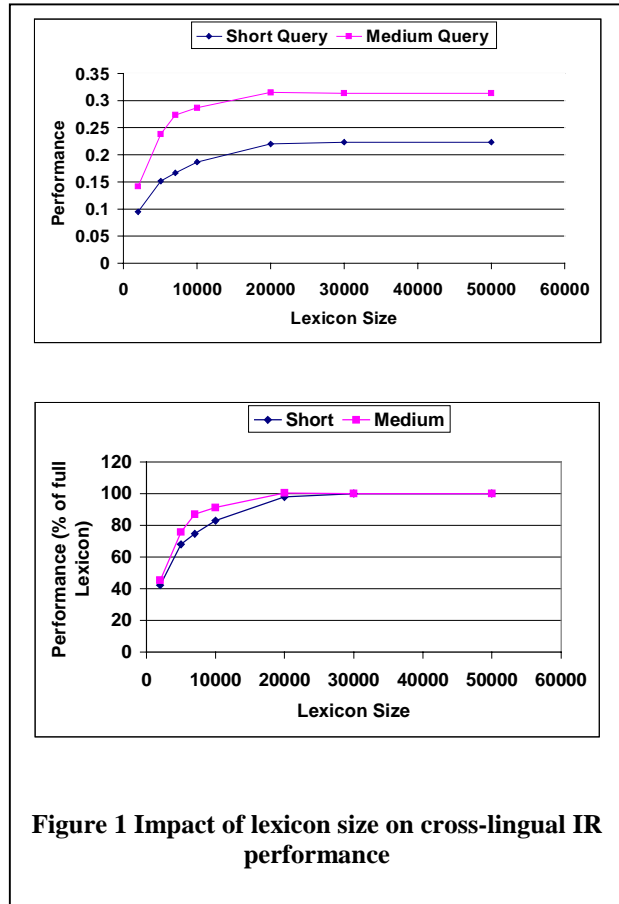 Short Query Medium Query
0.35
0.3
0.25
0.2
0.15
0.1
0.05
0
Performance
0 10000 20000 30000 40000 50000 60000
Lexicon Size
Short Medium
120
100
80
60
40
20
0
Performance (% of full
Lexicon)
0 10000 20000 30000 40000 50000 60000
Lexicon Size
Figure 1 Impact of lexicon size on cross-lingual IR
performance